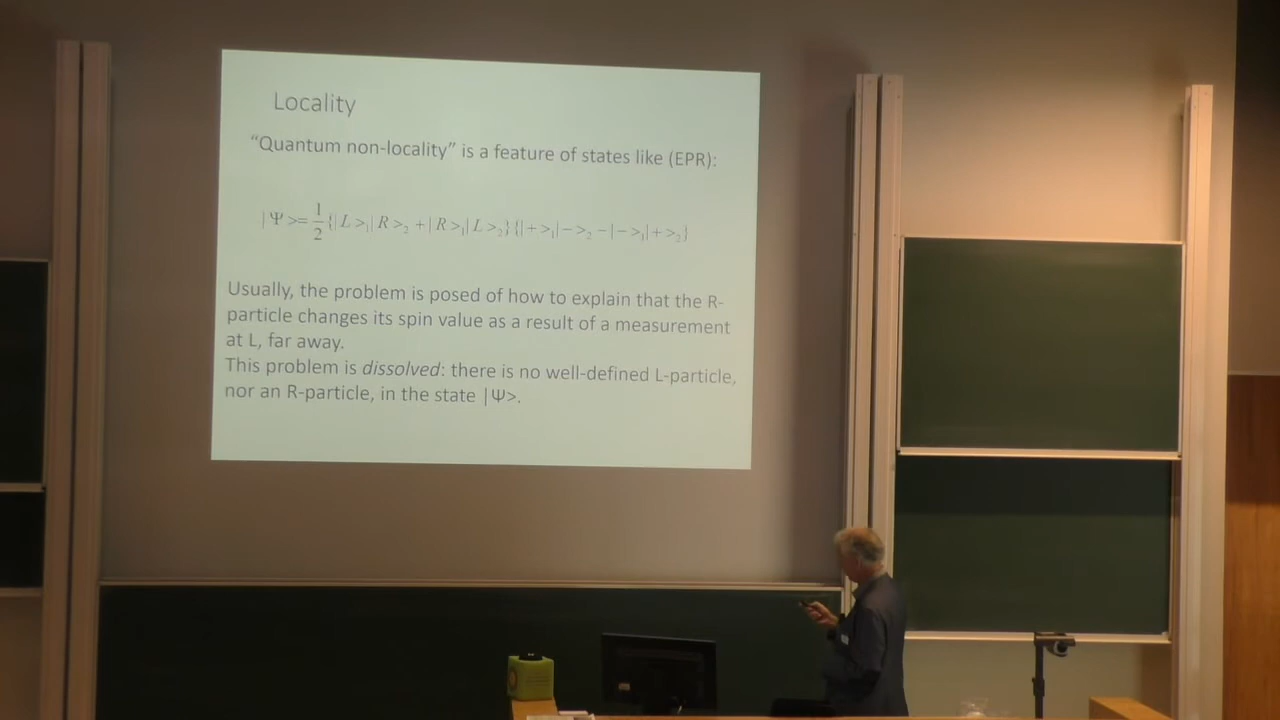 Locality
“Quantum non-locality” is a feature of states like (EPR):
|Ψ>=1/2{|L>₁|R>₂+|R>₁|L>₂}{|+>₁|->₂-|->₁|+>₂}
Usually, the problem is posed of how to explain that the R-
particle changes its spin value as a result of a measurement
at L, far away.
This problem is dissolved: there is no well-defined L-particle,
nor an R-particle, in the state |Ψ>.